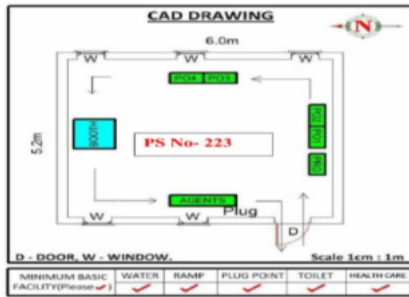 CAD DRAWING
N
6.0m
W W W
PO4 PO3
5.2m
BOOTH
PS No- 223
PO2
PO1
PRO
AGENTS
Plug
W W
D
D - DOOR, W - WINDOW.
Scale 1cm : 1m
MINIMUM BASIC FACILITY(Please✓)
WATER
RAMP
PLUG POINT
TOILET
HEALTH CARE